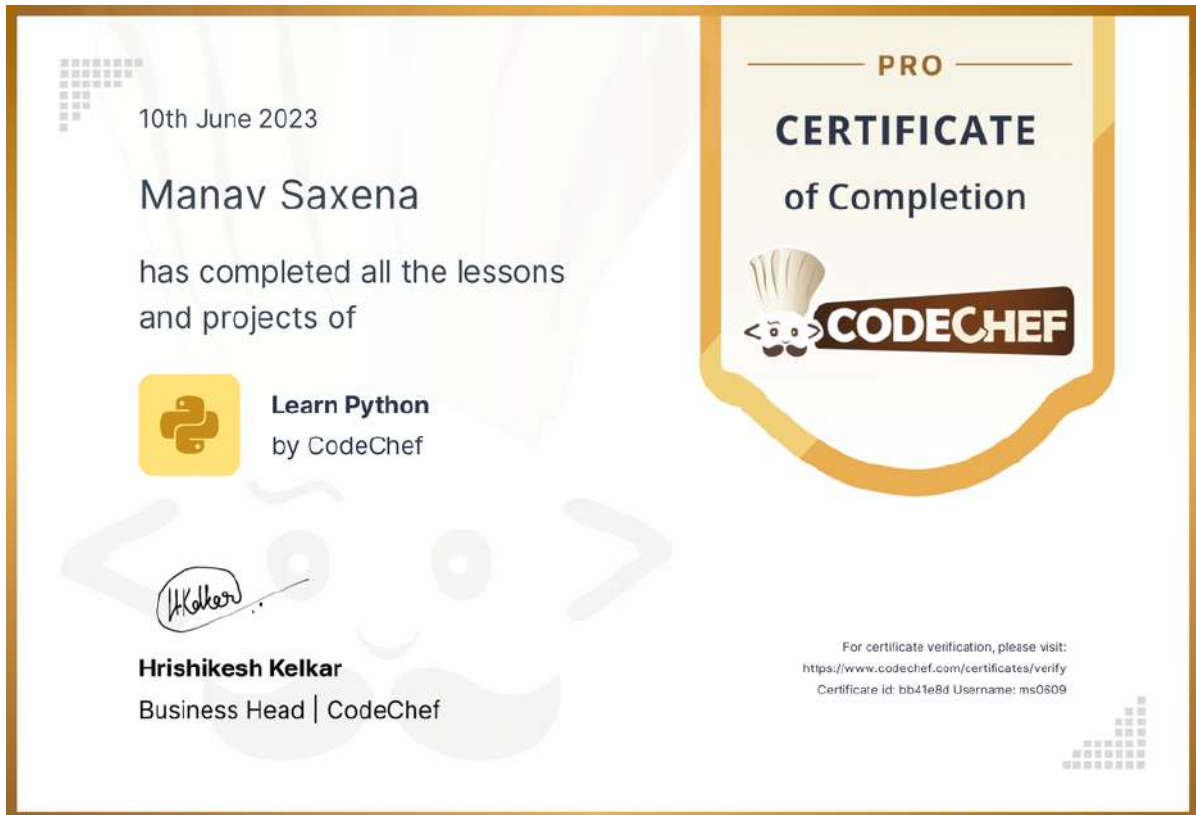 10th June 2023
Manav Saxena
has completed all the lessons
and projects of
Learn Python
by CodeChef
HKelkar
Hrishikesh Kelkar
Business Head | CodeChef
PRO
CERTIFICATE
of Completion
CODECHEF
For certificate verification, please visit:
https://www.codechef.com/certificates/verify
Certificate id: bb41e8d Username: ms0609